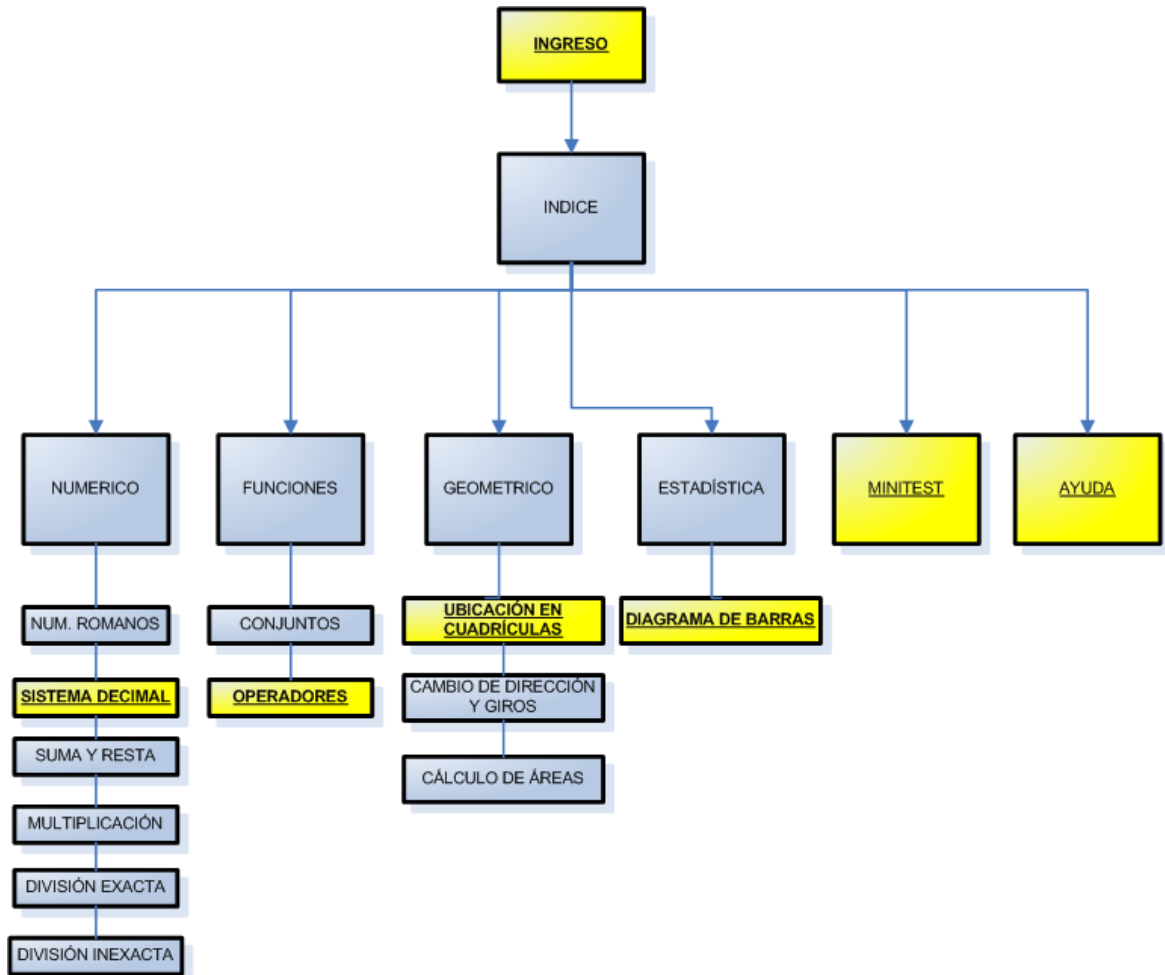 INGRESO
INDICE
NUMERICO
FUNCIONES
GEOMETRICO
ESTADÍSTICA
MINITEST
AYUDA
NUM. ROMANOS
SISTEMA DECIMAL
SUMA Y RESTA
MULTIPLICACIÓN
DIVISIÓN EXACTA
DIVISIÓN INEXACTA
CONJUNTOS
OPERADORES
UBICACIÓN EN
CUADRÍCULAS
CAMBIO DE DIRECCIÓN
Y GIROS
CÁLCULO DE ÁREAS
DIAGRAMA DE BARRAS